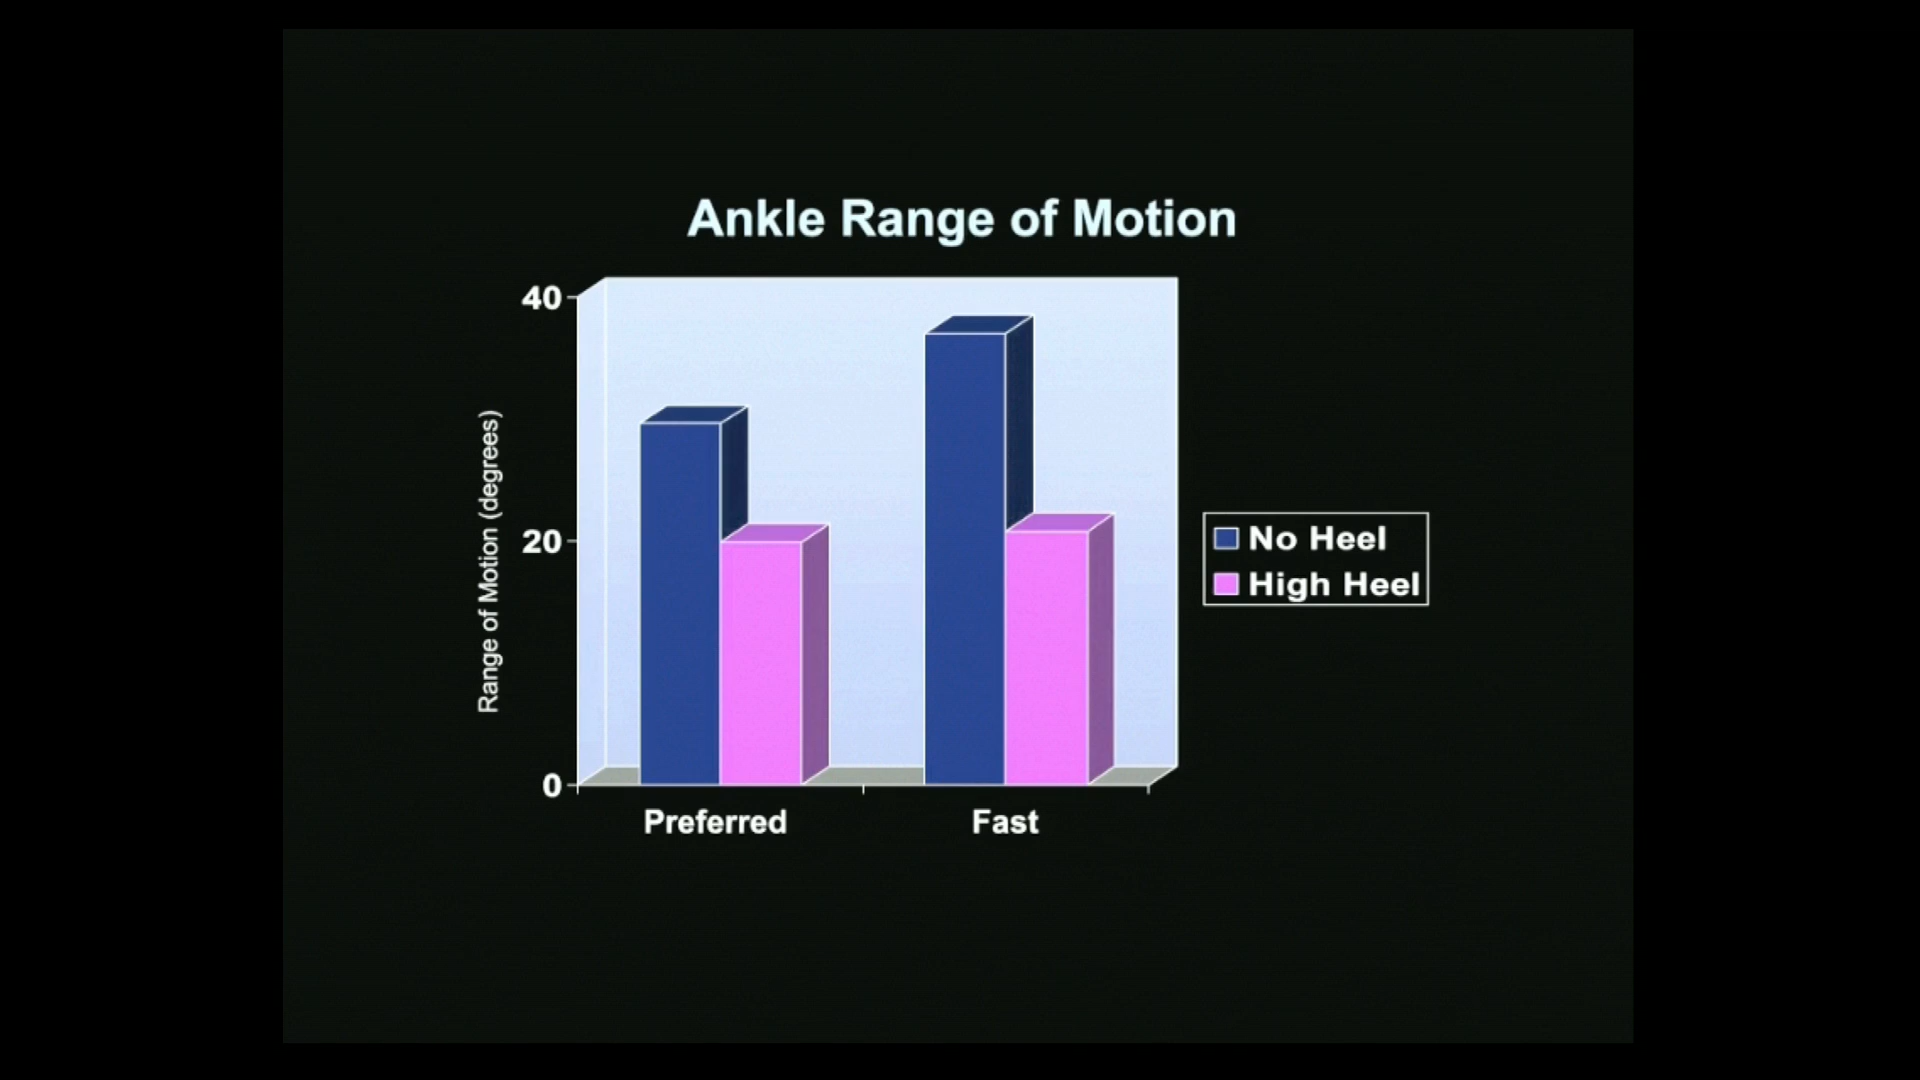 Ankle Range of Motion
Range of Motion (degrees)
40
20
0
Preferred
Fast
No Heel
High Heel